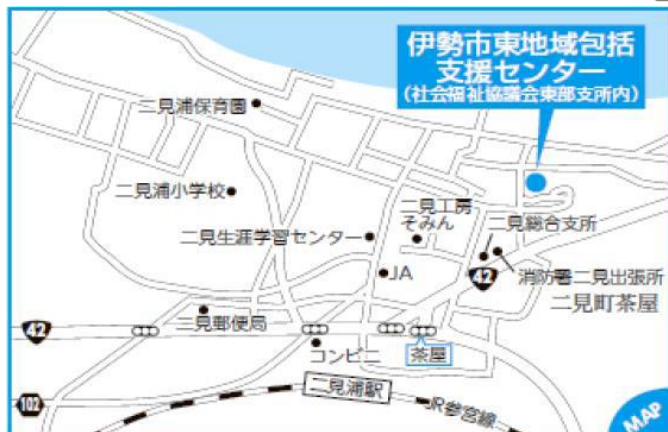 伊勢市東地域包括
支援センター
(社会福祉協議会東部支所内)
二見浦保育園
二見浦小学校
二見工房
そみん
二見総合支所
二見生涯学習センター
JA
42
消防署二見出張所
二見町茶屋
二見郵便局
42
コンビニ
茶屋
二見浦駅
102
JR参宮線
MAP